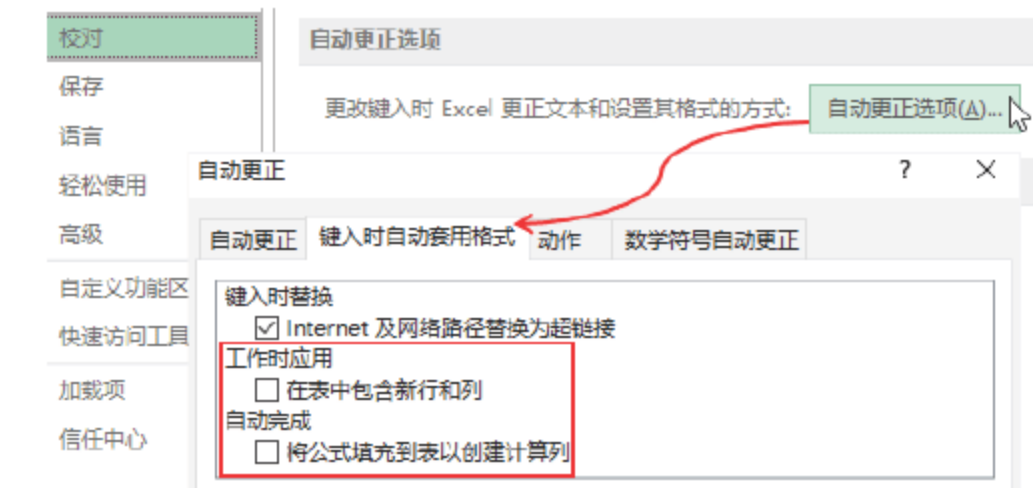 校对
自动更正选项
保存
更改键入时 Excel 更正文本和设置其格式的方式:
自动更正选项(A)...
语言
轻松使用
自动更正
?
高级
自动更正
键入时自动套用格式
动作
数学符号自动更正
自定义功能区
键入时替换
快速访问工具
Internet 及网络路径替换为超链接
工作时应用
加载项
在表中包含新行和列
自动完成
信任中心
将公式填充到表以创建计算列